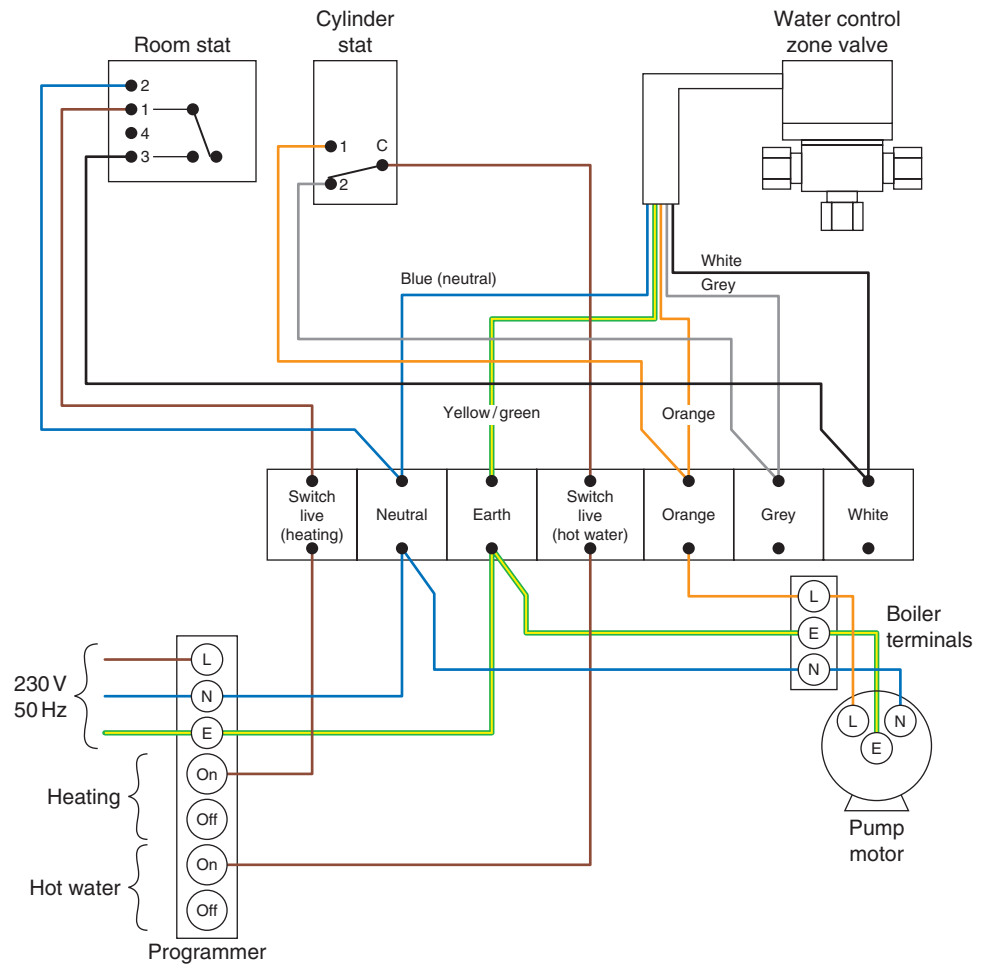 Room stat
2
1
4
3
Cylinder
stat
1
C
2
Water control
zone valve
White
Grey
Blue (neutral)
Yellow/green
Orange
Switch
live
(heating)
Neutral
Earth
Switch
live
(hot water)
Orange
Grey
White
L
E
N
Boiler
terminals
L
E
N
Pump
motor
230 V
50 Hz
L
N
E
Heating
On
Off
Hot water
On
Off
Programmer